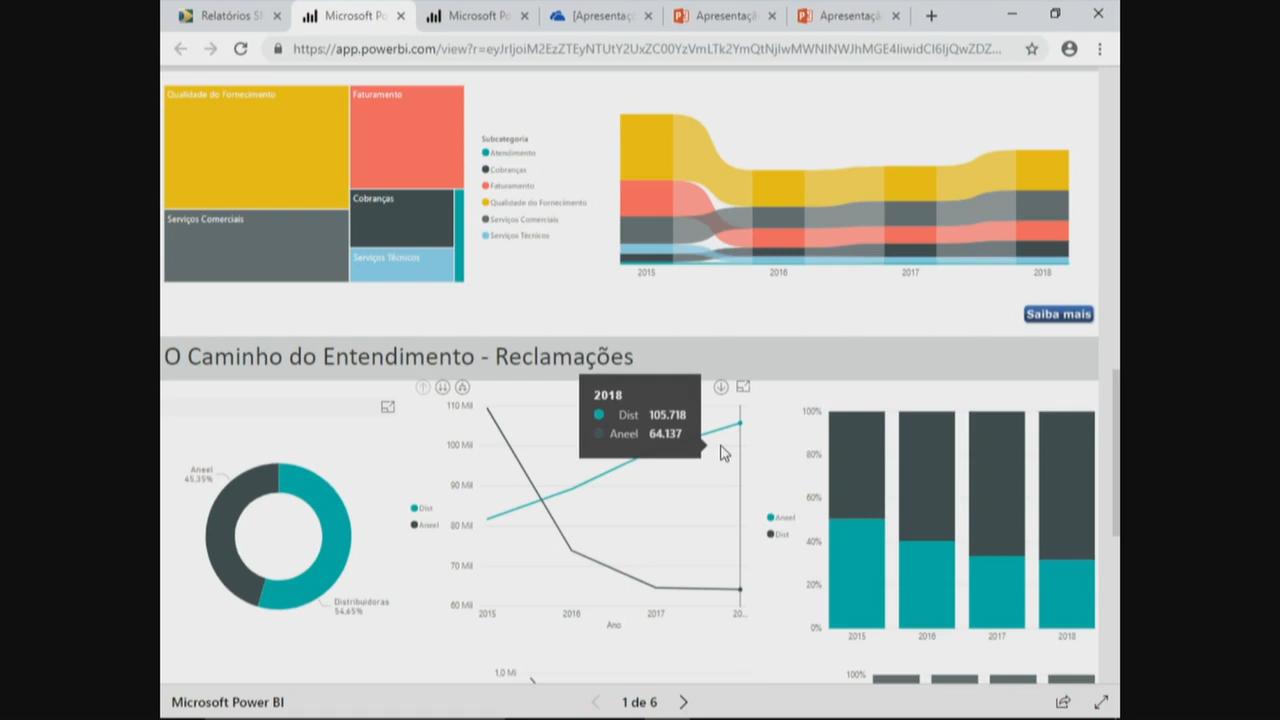 Relatórios SI
Microsoft Po
Microsoft Po
[Apresentaç
Apresentaçã
Apresentaçã
https://app.powerbi.com/view?r=
Qualidade do Fornecimento
Faturamento
Serviços Comerciais
Cobranças
Serviços Técnicos
Subcategoria
Atendimento
Cobranças
Faturamento
Qualidade do Fornecimento
Serviços Comerciais
Serviços Técnicos
2015
2016
2017
2018
Saiba mais
O Caminho do Entendimento - Reclamações
Aneel
45,35%
Distribuidoras
54,65%
Dist
Aneel
110 Mil
100 Mil
90 Mil
80 Mil
70 Mil
60 Mil
2015
2016
2017
20...
Ano
2018
Dist 105.718
Aneel 64.137
Aneel
Dist
100%
80%
60%
40%
20%
0%
2015
2016
2017
2018
1,0 Mi
100%
Microsoft Power BI
1 de 6